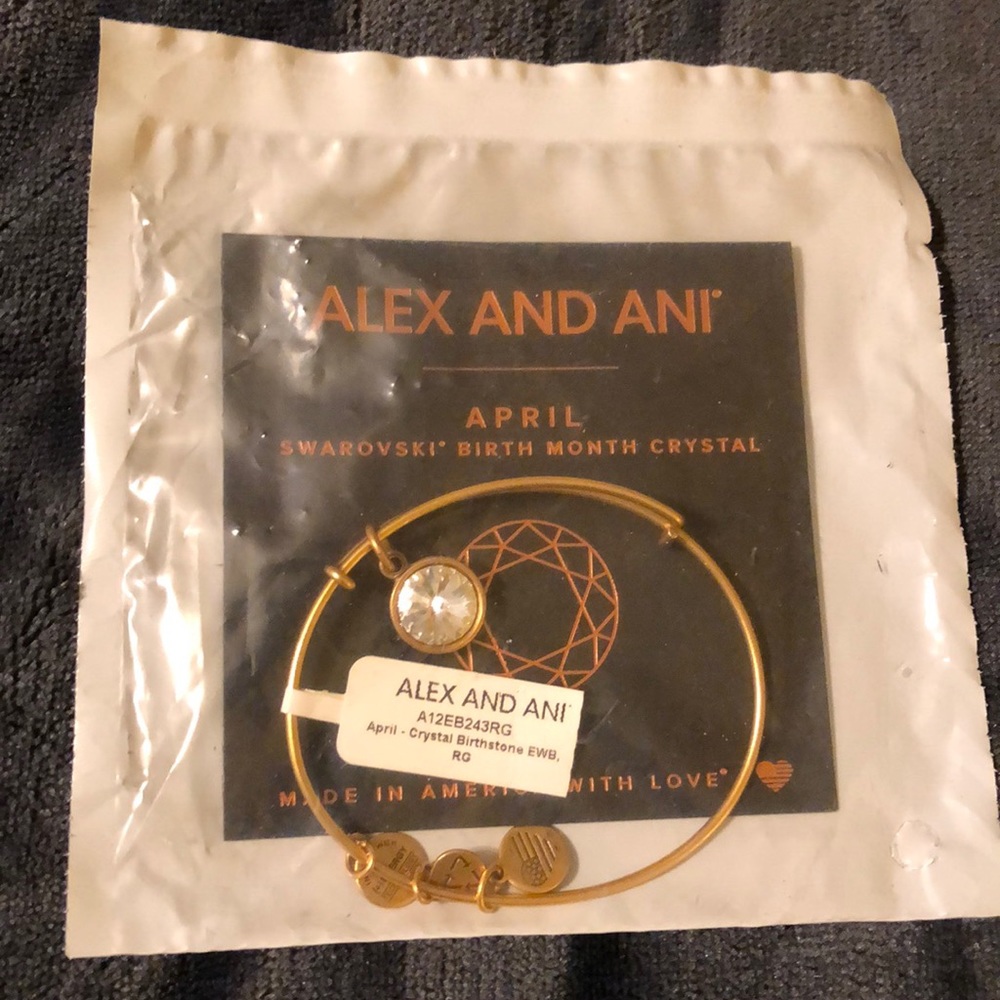 ALEX AND ANI®
APRIL
SWAROVSKI® BIRTH MONTH CRYSTAL
ALEX AND ANI
A12EB243RG
April - Crystal Birthstone EWB,
RG
MADE IN AMERICA WITH LOVE®